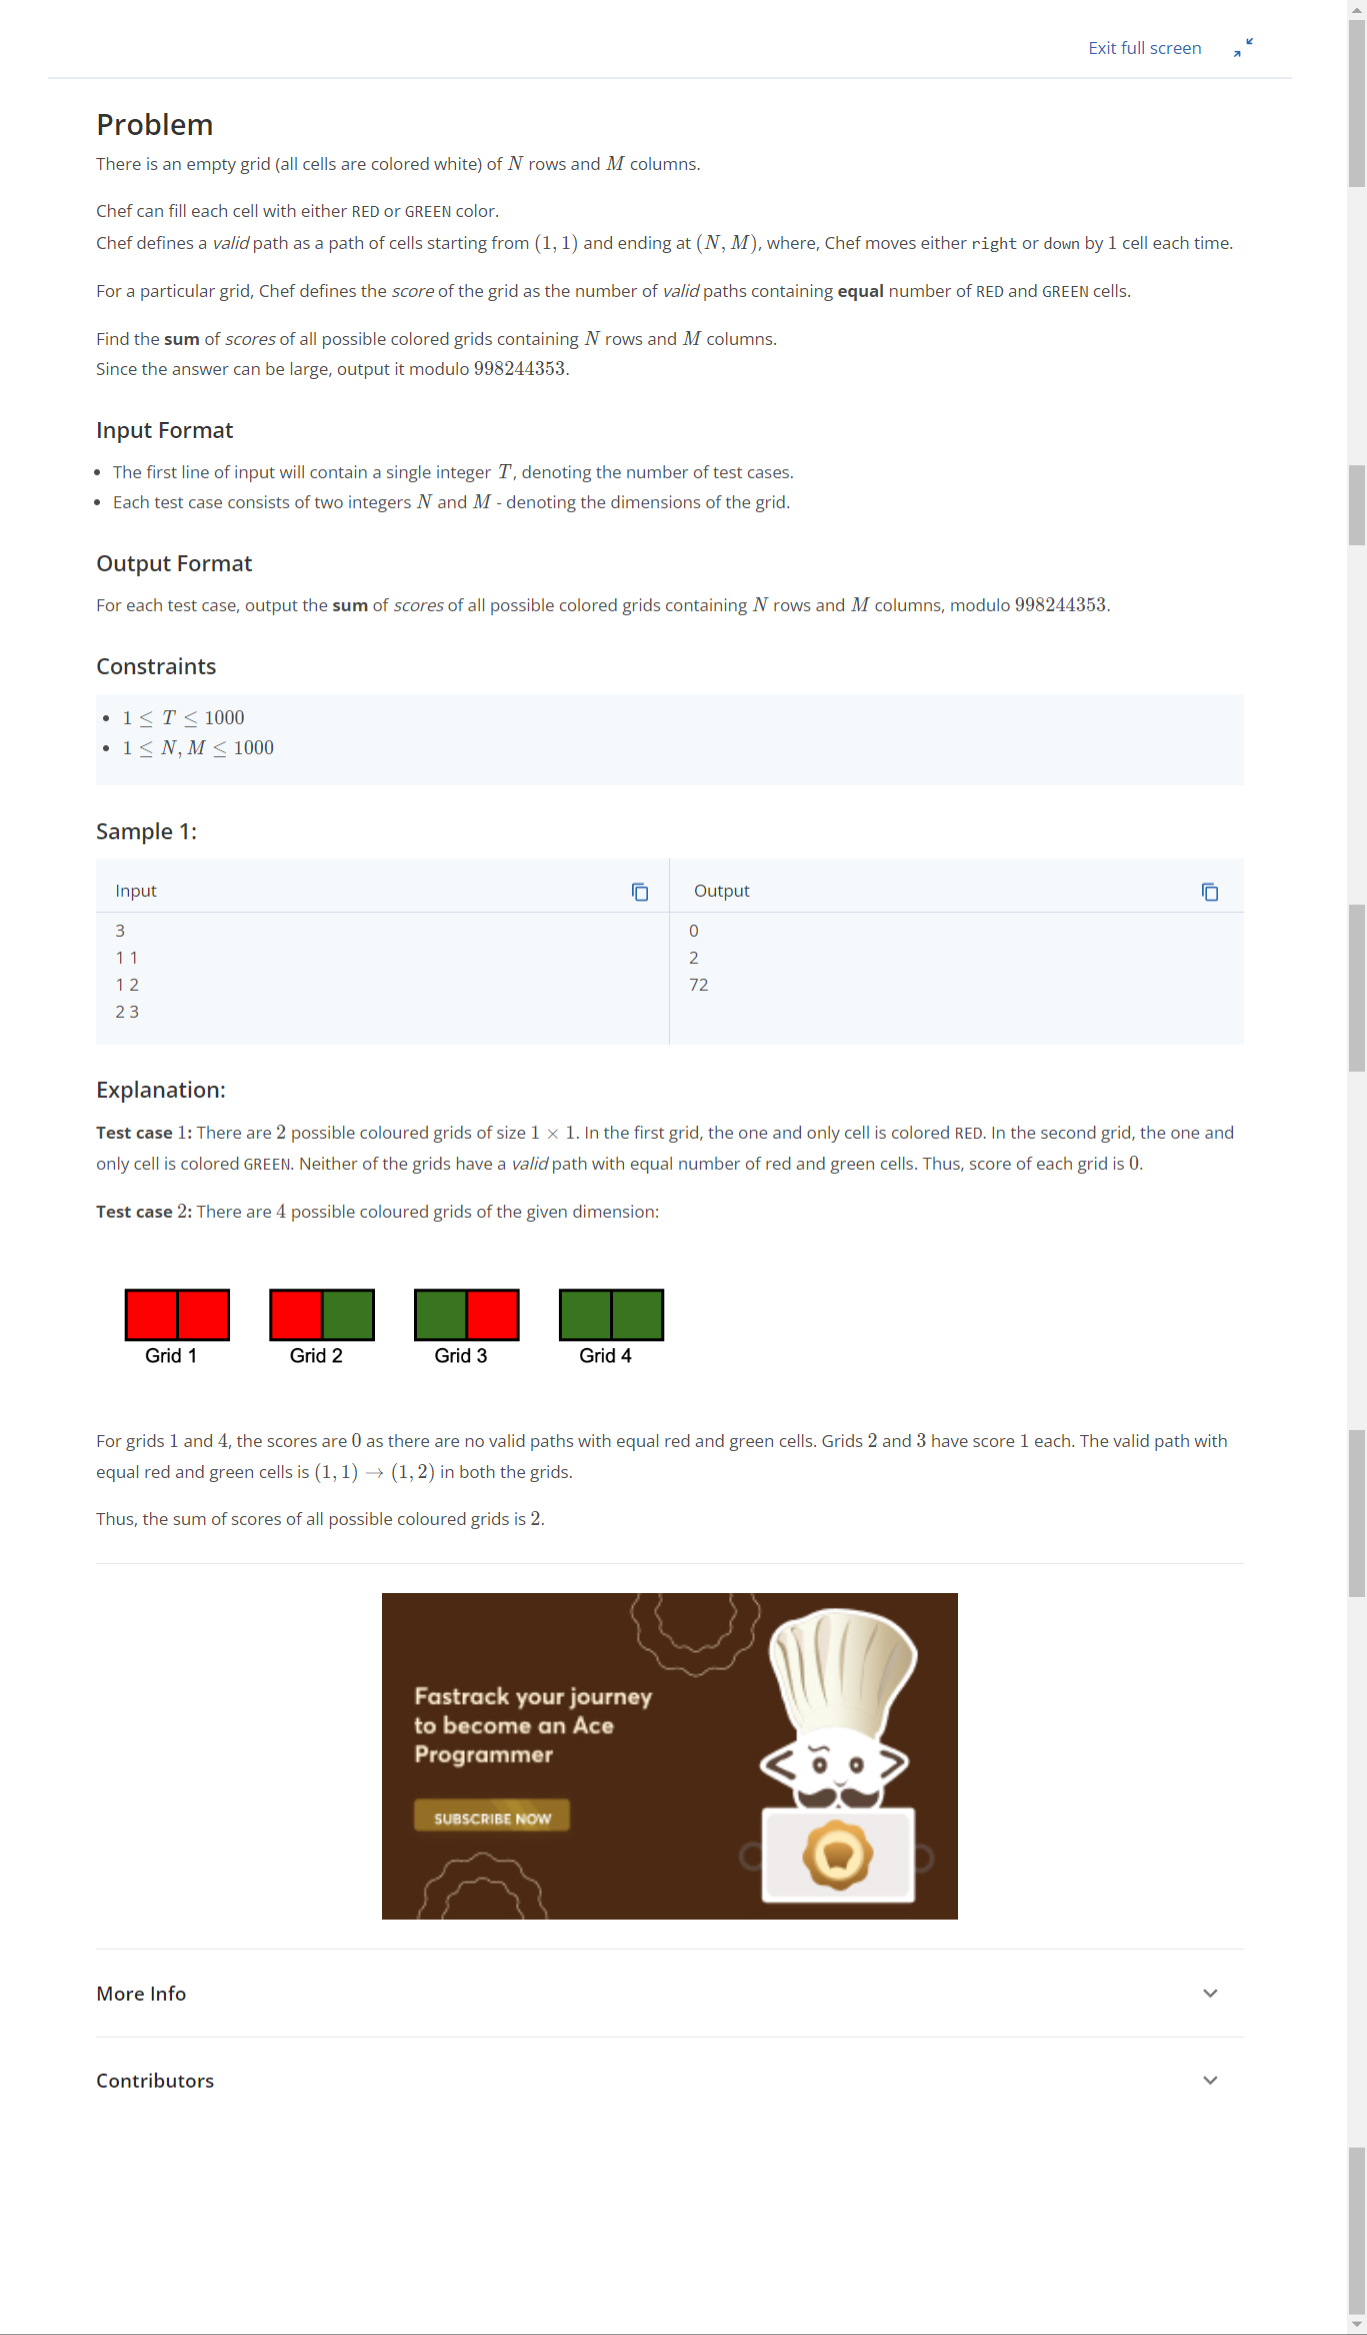 Exit full screen
Problem
There is an empty grid (all cells are colored white) of N rows and M columns.
Chef can fill each cell with either RED or GREEN color.
Chef defines a valid path as a path of cells starting from (1, 1) and ending at (N, M), where, Chef moves either right or down by 1 cell each time.
For a particular grid, Chef defines the score of the grid as the number of valid paths containing equal number of RED and GREEN cells.
Find the sum of scores of all possible colored grids containing N rows and M columns.
Since the answer can be large, output it modulo 998244353.
Input Format
• The first line of input will contain a single integer T, denoting the number of test cases.
• Each test case consists of two integers N and M - denoting the dimensions of the grid.
Output Format
For each test case, output the sum of scores of all possible colored grids containing N rows and M columns, modulo 998244353.
Constraints
• 1 ≤ T ≤ 1000
• 1 ≤ N, M ≤ 1000
Sample 1:
Input
Output
3
1 1
1 2
2 3
0
2
72
Explanation:
Test case 1: There are 2 possible coloured grids of size 1 × 1. In the first grid, the one and only cell is colored RED. In the second grid, the one and
only cell is colored GREEN. Neither of the grids have a valid path with equal number of red and green cells. Thus, score of each grid is 0.
Test case 2: There are 4 possible coloured grids of the given dimension:
Grid 1
Grid 2
Grid 3
Grid 4
For grids 1 and 4, the scores are 0 as there are no valid paths with equal red and green cells. Grids 2 and 3 have score 1 each. The valid path with
equal red and green cells is (1, 1) → (1, 2) in both the grids.
Thus, the sum of scores of all possible coloured grids is 2.
Fastrack your journey
to become an Ace
Programmer
SUBSCRIBE NOW
More Info
Contributors